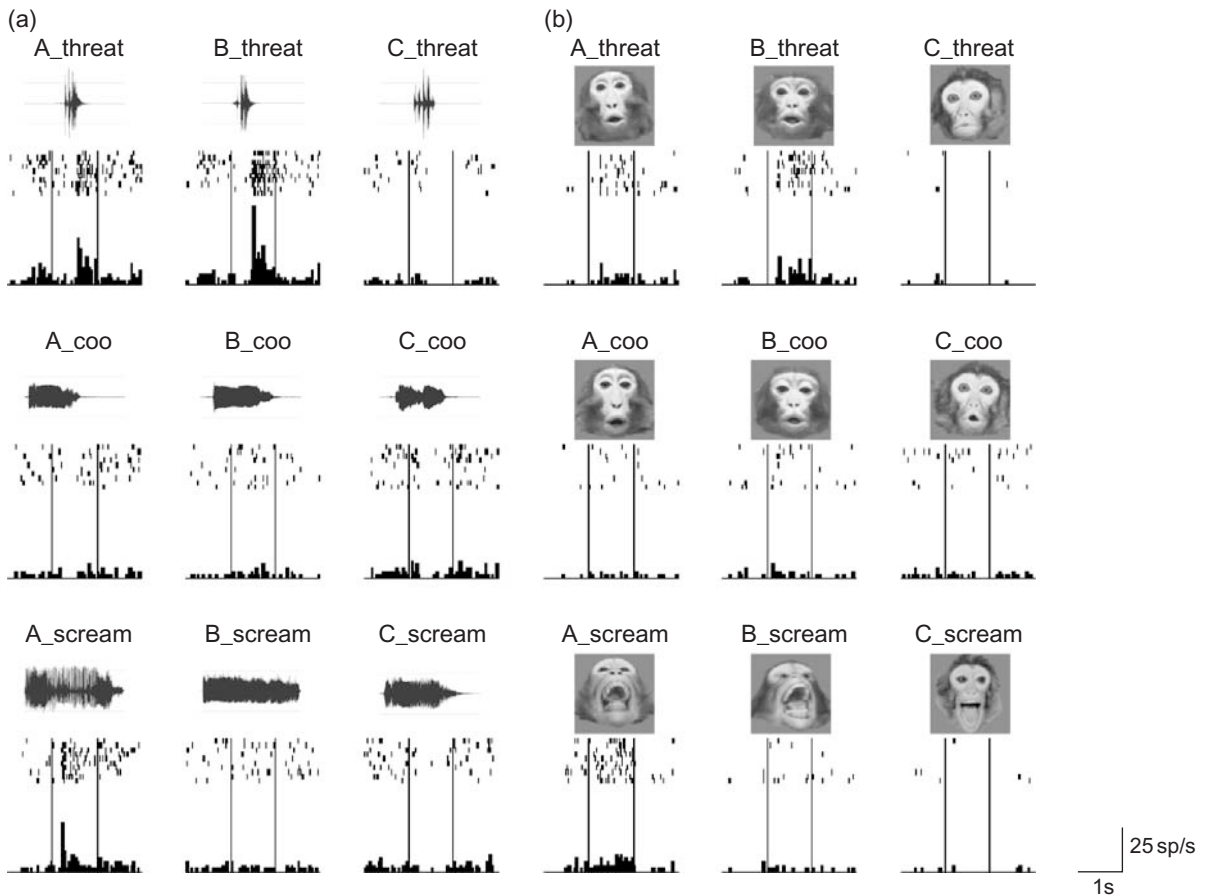 (a) (b)
A_threat B_threat C_threat A_threat B_threat C_threat
A_coo B_coo C_coo A_coo B_coo C_coo
A_scream B_scream C_scream A_scream B_scream C_scream
25 sp/s
1s